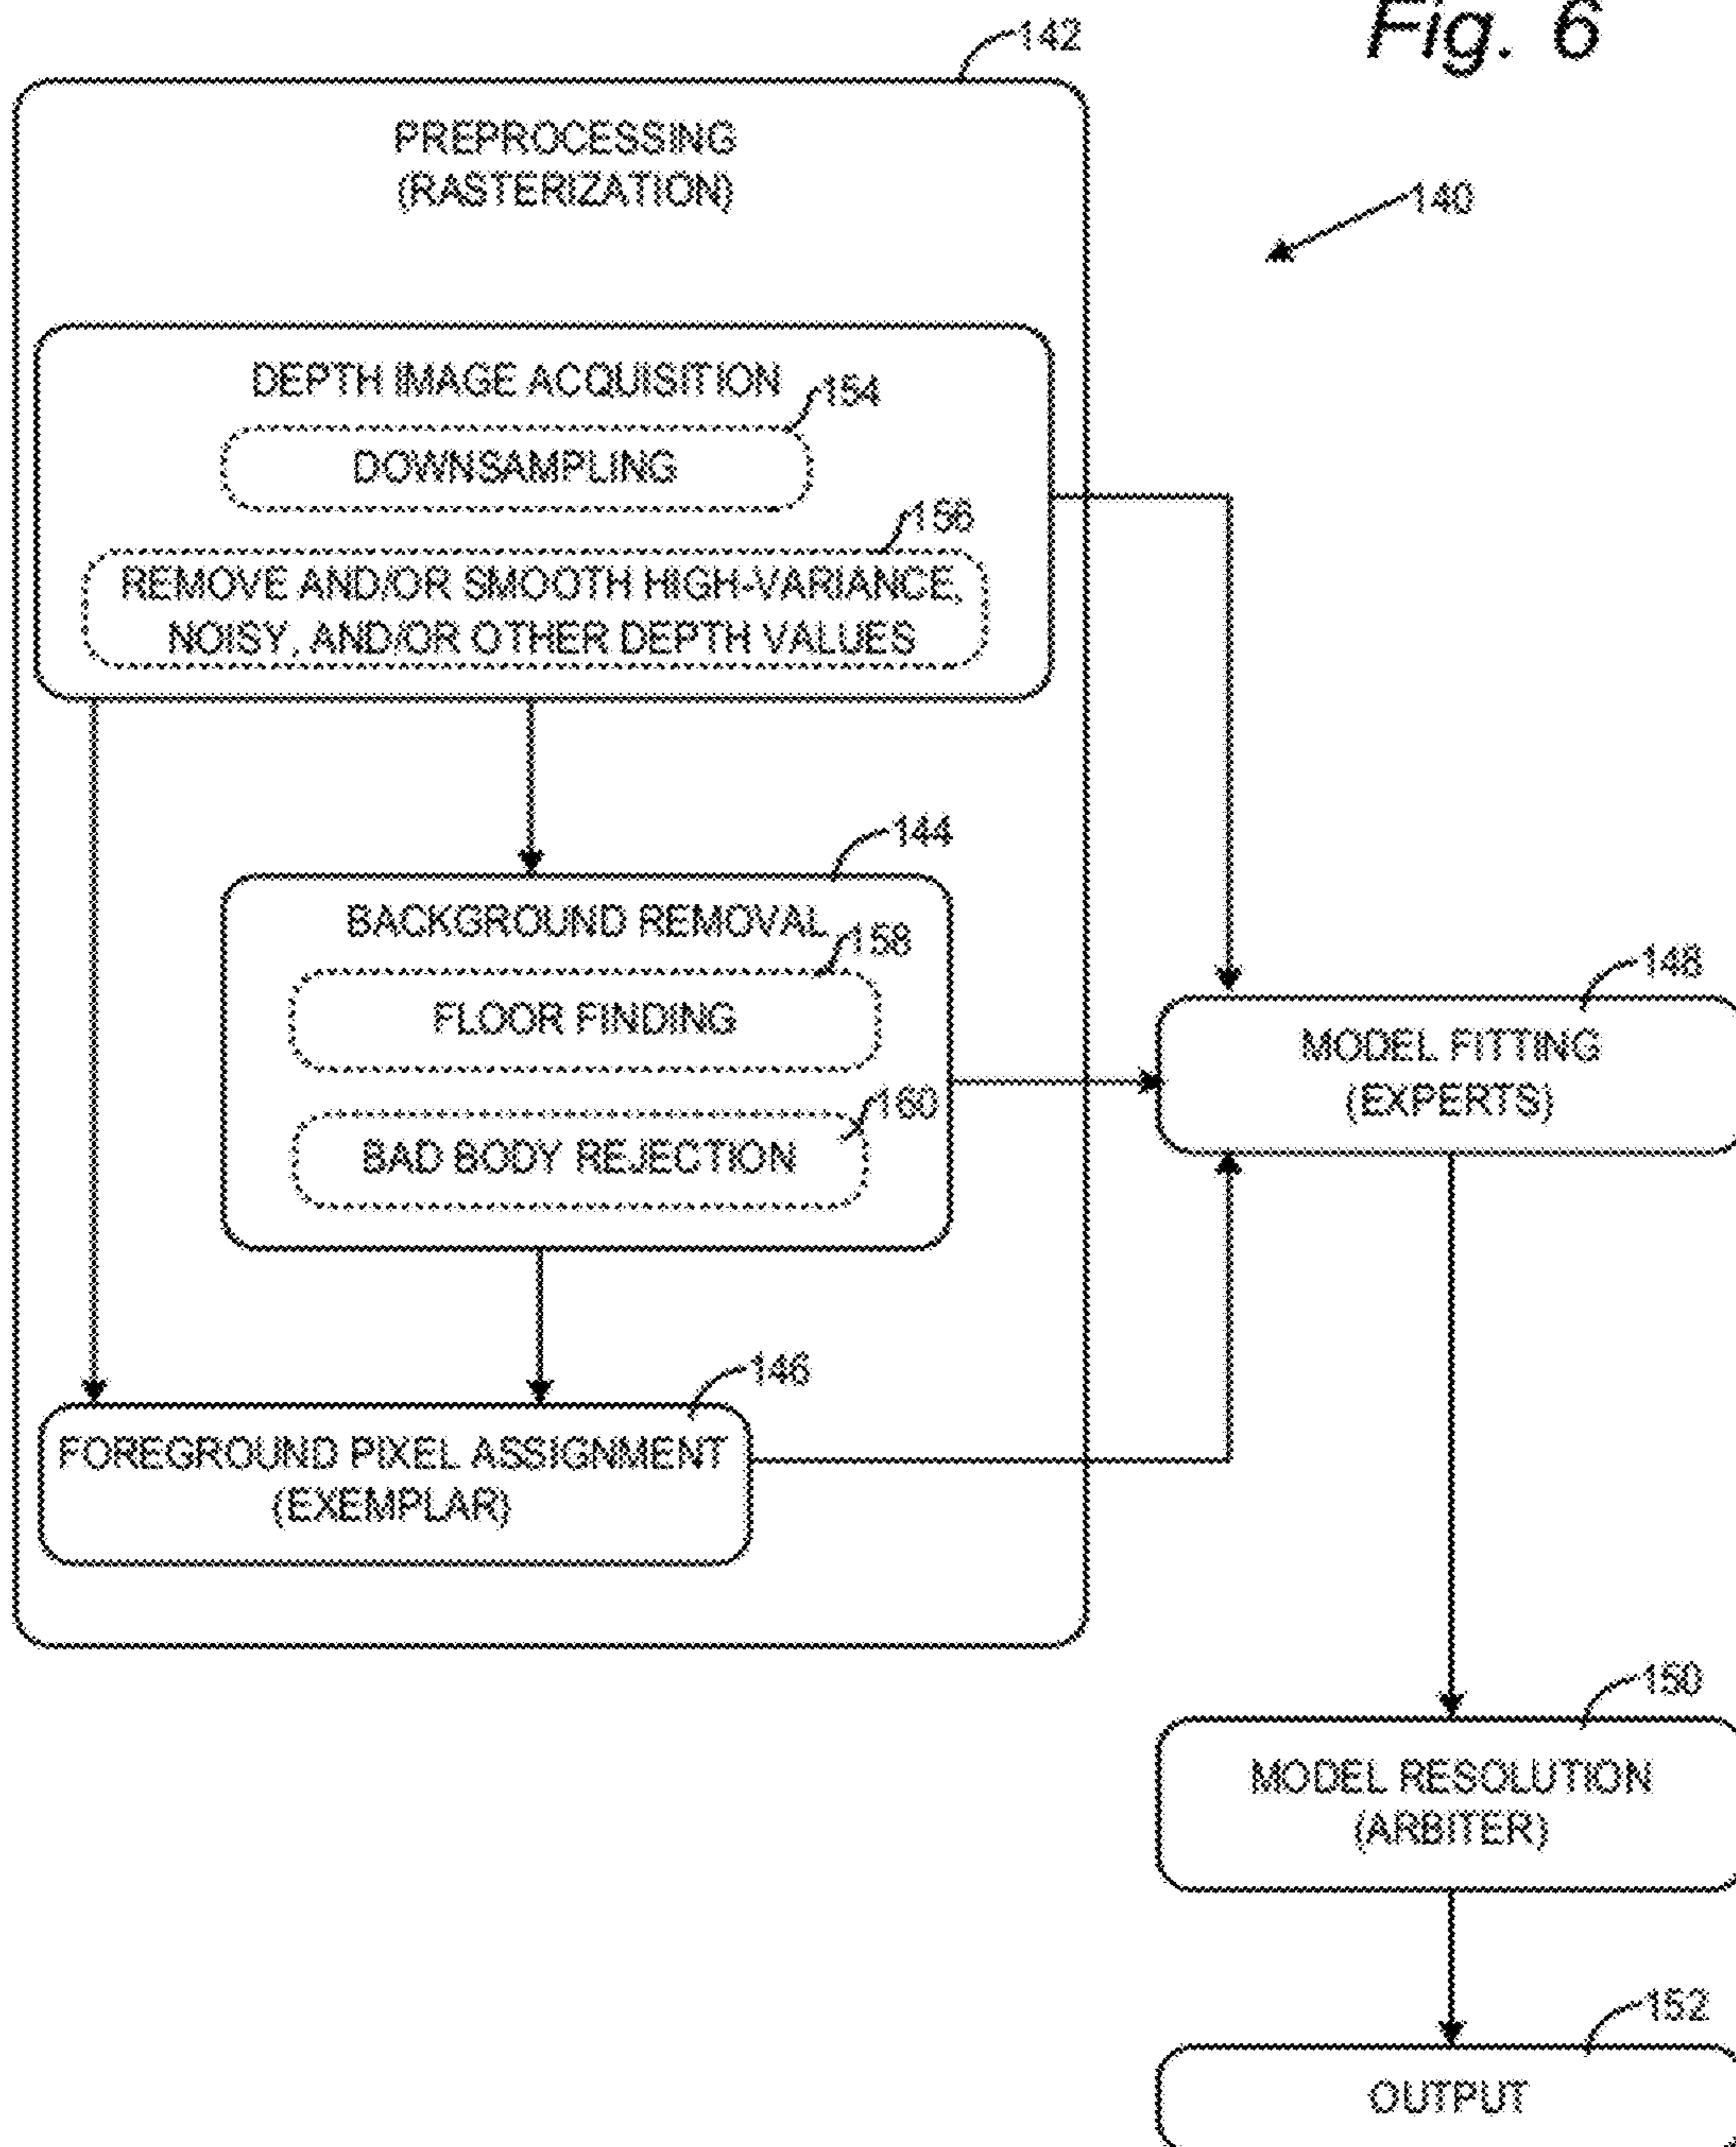 Fig. 6
142
PREPROCESSING
(RASTERIZATION)
140
DEPTH IMAGE ACQUISITION
154
DOWNSAMPLING
156
REMOVE AND/OR SMOOTH HIGH-VARIANCE,
NOISY, AND/OR OTHER DEPTH VALUES
144
BACKGROUND REMOVAL
158
FLOOR FINDING
148
MODEL FITTING
(EXPERTS)
160
BAD BODY REJECTION
146
FOREGROUND PIXEL ASSIGNMENT
(EXEMPLAR)
150
MODEL RESOLUTION
(ARBITER)
152
OUTPUT